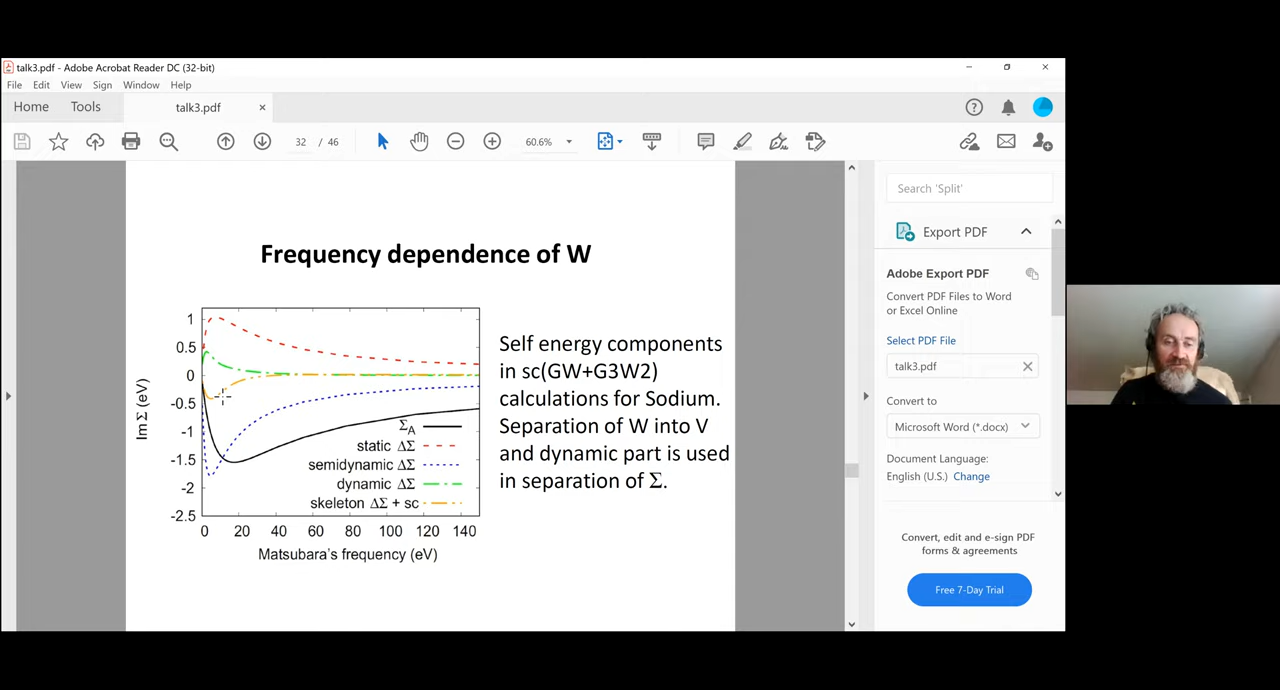 talk3.pdf - Adobe Acrobat Reader DC (32-bit)
File Edit View Sign Window Help
Home Tools talk3.pdf
32 / 46 60.6%
Search 'Split'
Export PDF
Adobe Export PDF
Convert PDF Files to Word
or Excel Online
Select PDF File
talk3.pdf
Convert to
Microsoft Word (*.docx)
Document Language:
English (U.S.) Change
Convert, edit and e-sign PDF
forms & agreements
Free 7-Day Trial
Frequency dependence of W
1
0.5
0
-0.5
-1
-1.5
-2
-2.5
Im Σ (eV)
Σ_A
static ΔΣ
semidynamic ΔΣ
dynamic ΔΣ
skeleton ΔΣ + sc
0 20 40 60 80 100 120 140
Matsubara's frequency (eV)
Self energy components
in sc(GW+G3W2)
calculations for Sodium.
Separation of W into V
and dynamic part is used
in separation of Σ.